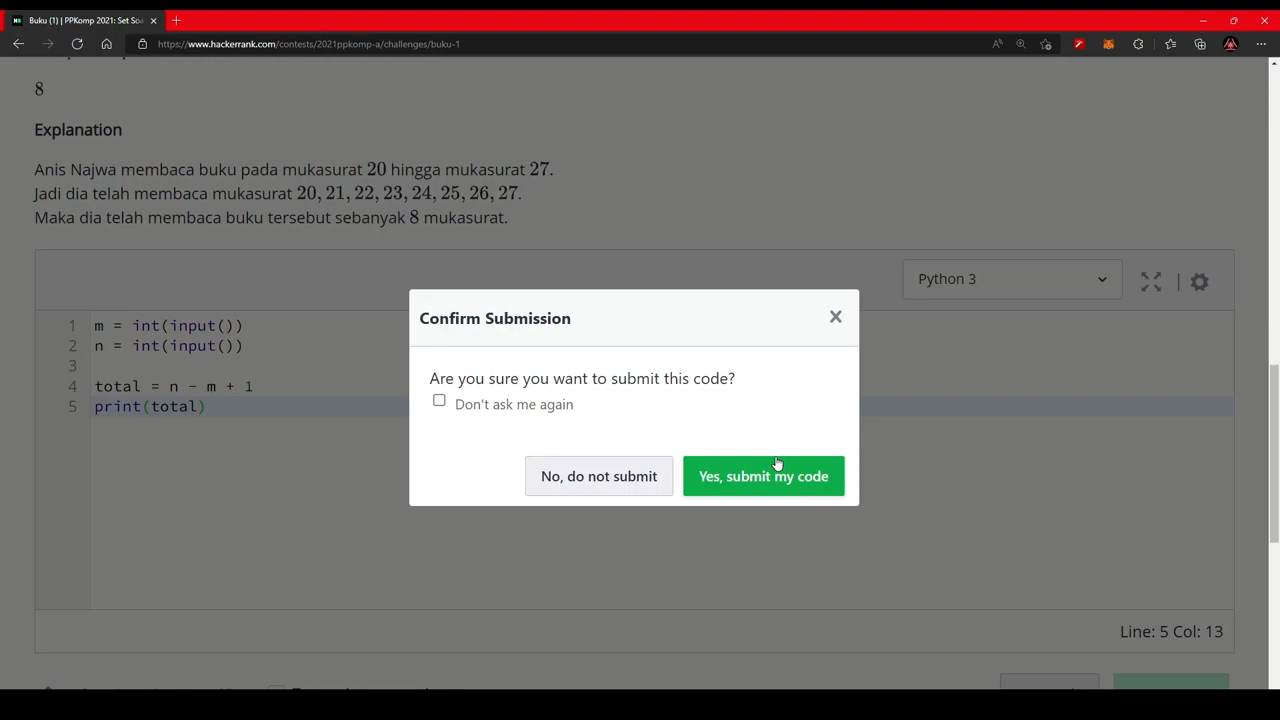 Buku (1) | PPKomp 2021: Set Soa
https://www.hackerrank.com/contests/2021ppkomp-a/challenges/buku-1
8
Explanation
Anis Najwa membaca buku pada mukasurat 20 hingga mukasurat 27.
Jadi dia telah membaca mukasurat 20, 21, 22, 23, 24, 25, 26, 27.
Maka dia telah membaca buku tersebut sebanyak 8 mukasurat.
Python 3
1 m = int(input())
2 n = int(input())
3
4 total = n - m + 1
5 print(total)
Confirm Submission
Are you sure you want to submit this code?
Don't ask me again
No, do not submit
Yes, submit my code
Line: 5 Col: 13